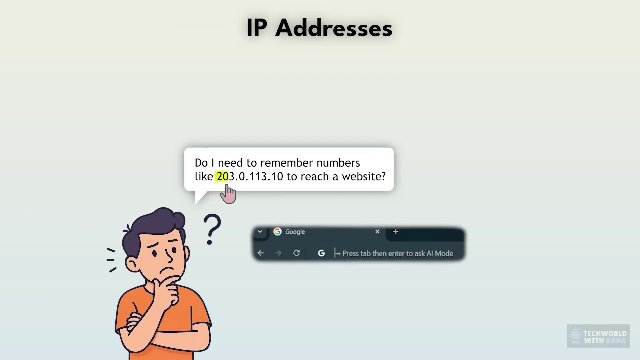 IP Addresses
Do I need to remember numbers
like 203.0.113.10 to reach a website?
?
Google
Press tab then enter to ask AI Mode
TECHWORLD
WITH NANA